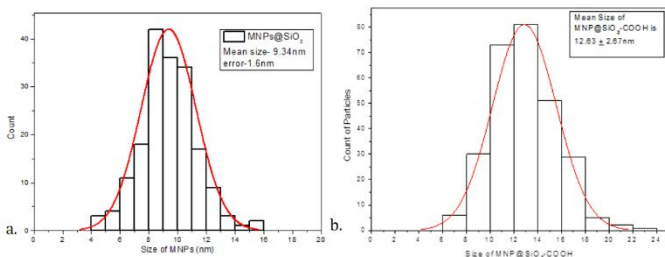 MNPs@SiO₂
Mean size- 9.34nm
error-1.6nm
Count
40
30
20
10
0
0 2 4 6 8 10 12 14 16 18 20
Size of MNPs (nm)
a.
Mean Size of
MNP@SiO₂-COOH is
12.63 ± 2.67nm
Count of Particles
80
70
60
50
40
30
20
10
0
0 2 4 6 8 10 12 14 16 18 20 22 24
Size of MNP@SiO₂-COOH
b.